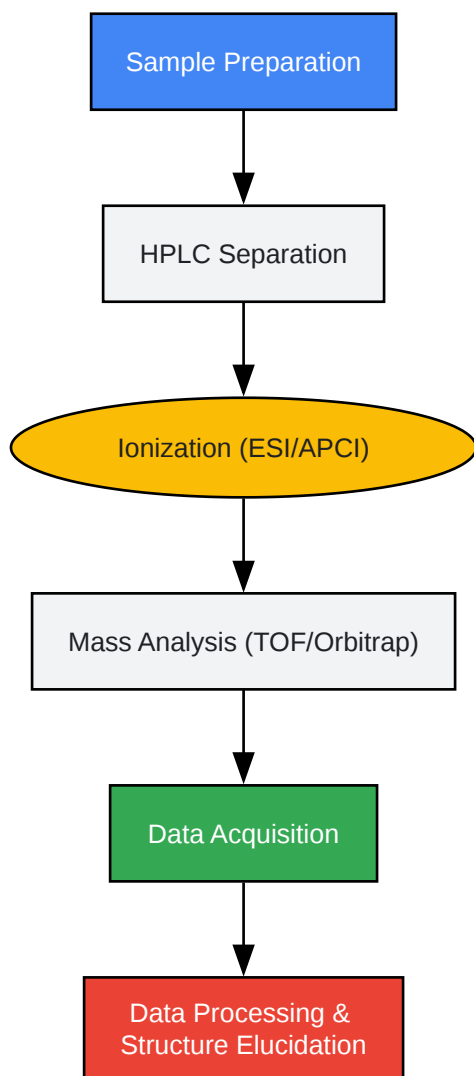 Sample Preparation
HPLC Separation
Ionization (ESI/APCI)
Mass Analysis (TOF/Orbitrap)
Data Acquisition
Data Processing &
Structure Elucidation